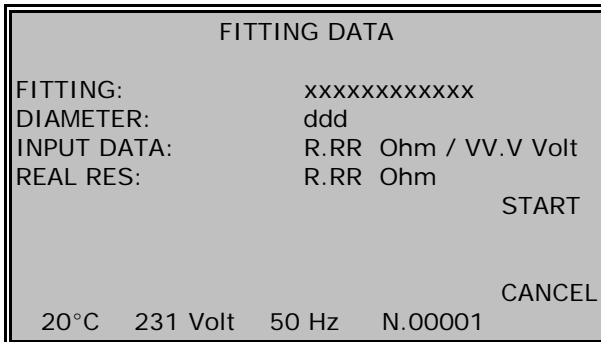 FITTING DATA
FITTING: xxxxxxxxxxxx
DIAMETER: ddd
INPUT DATA: R.RR Ohm / VV.V Volt
REAL RES: R.RR Ohm
START
CANCEL
20°C 231 Volt 50 Hz N.00001